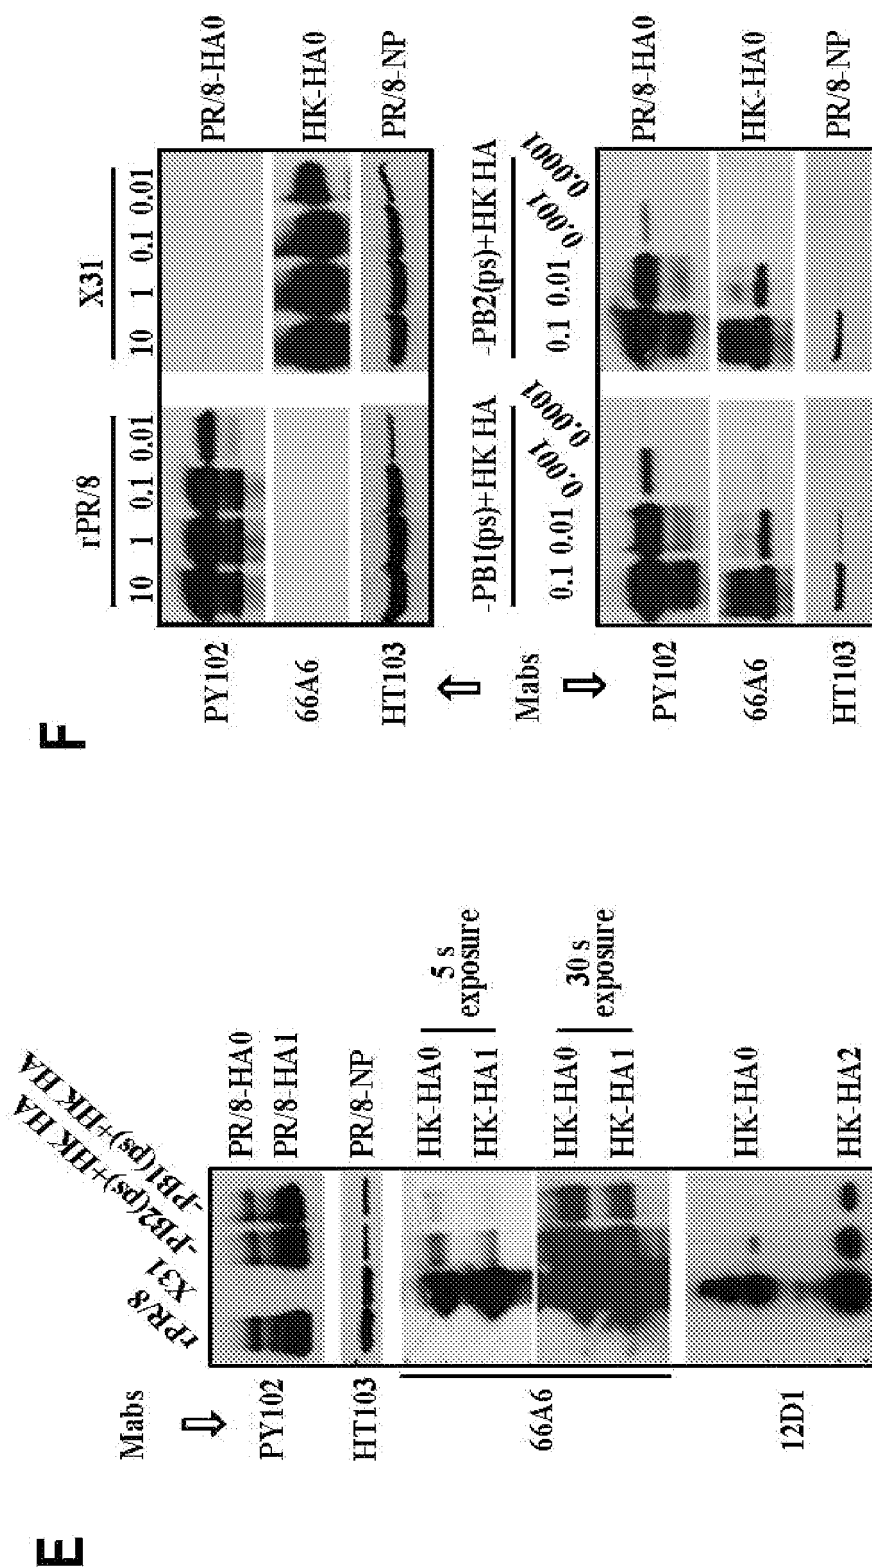 E
Mabs
rPR/8
X31
-PB2(ps)+HK HA
-PB1(ps)+HK HA
PY102
PR/8-HA0
PR/8-HA1
HT103
PR/8-NP
66A6
HK-HA0
HK-HA1
5 s
exposure
HK-HA0
HK-HA1
30 s
exposure
12D1
HK-HA0
HK-HA2
F
rPR/8 X31
10 1 0.1 0.01 10 1 0.1 0.01
PY102 PR/8-HA0
66A6 HK-HA0
HT103 PR/8-NP
Mabs
-PB1(ps)+HK HA -PB2(ps)+HK HA
0.1 0.01 0.001 0.0001 0.1 0.01 0.001 0.0001
PY102 PR/8-HA0
66A6 HK-HA0
HT103 PR/8-NP